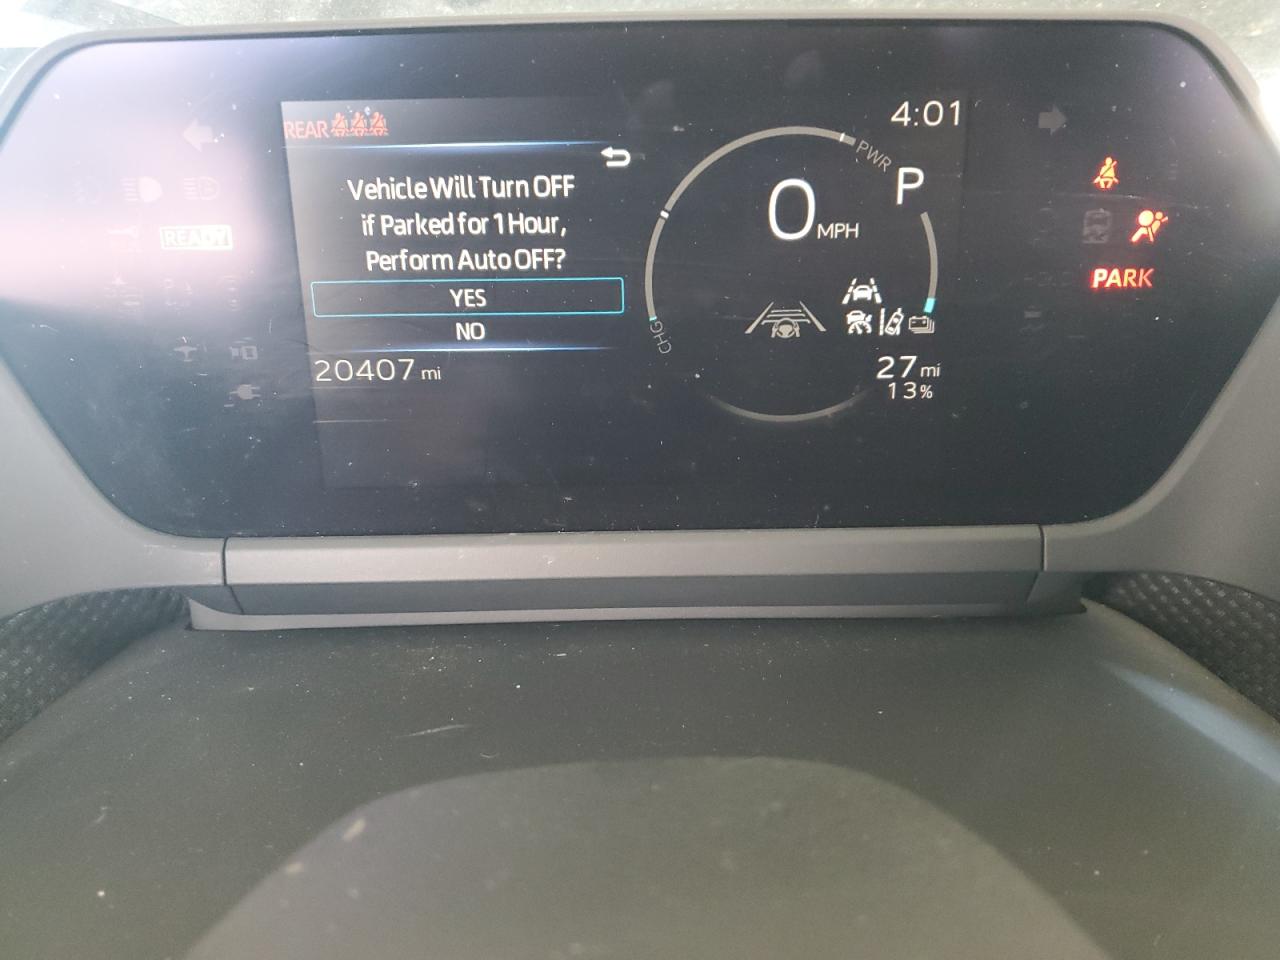 REAR
4:01
PWR
Vehicle Will Turn OFF
if Parked for 1 Hour,
Perform Auto OFF?
YES
NO
P
0 MPH
READY
PARK
CHG
20407 mi
27 mi
13%